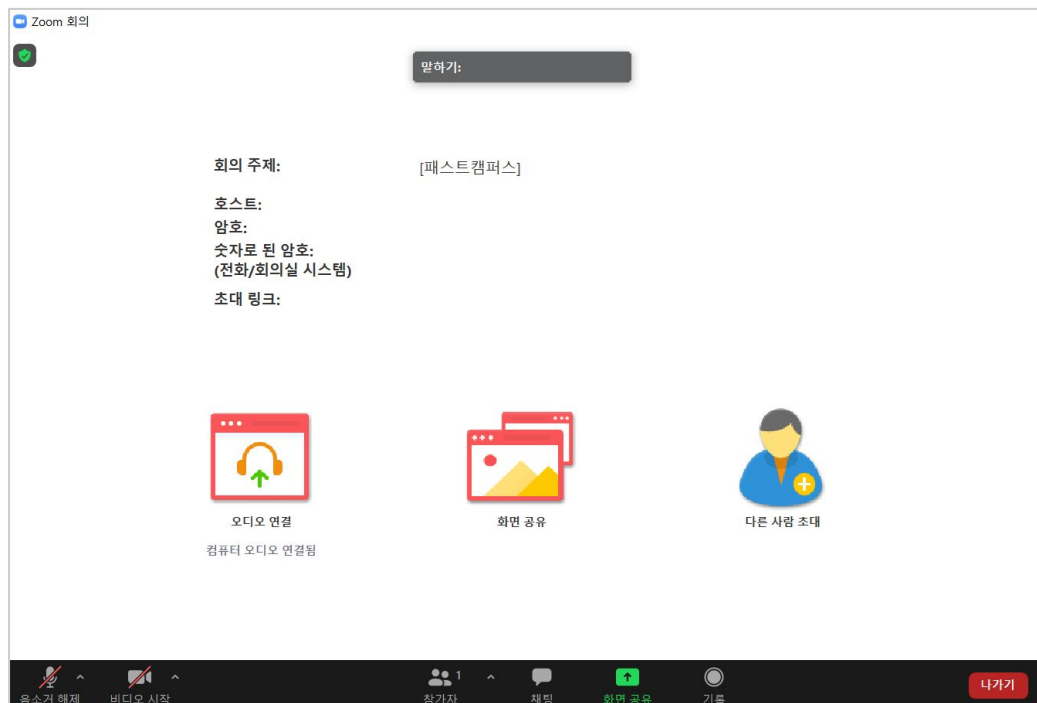 Zoom 회의
말하기:
회의 주제: [패스트캠퍼스]
호스트:
암호:
숫자로 된 암호:
(전화/회의실 시스템)
초대 링크:
오디오 연결 화면 공유 다른 사람 초대
컴퓨터 오디오 연결됨
1
음소거 해제 비디오 시작 참가자 채팅 화면 공유 기록 나가기